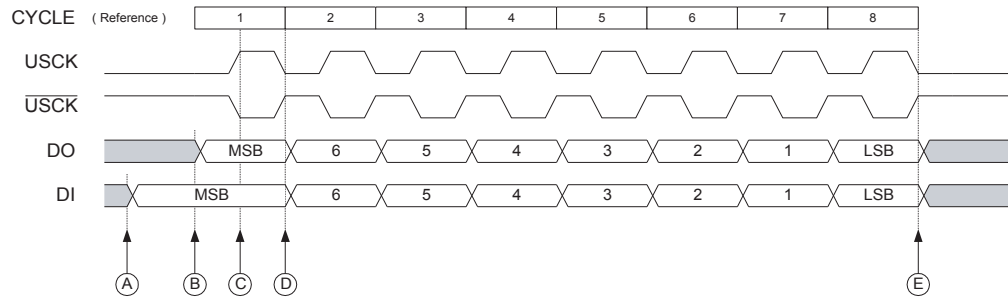 CYCLE ( Reference ) 1 2 3 4 5 6 7 8
USCK
USCK
DO MSB 6 5 4 3 2 1 LSB
DI MSB 6 5 4 3 2 1 LSB
A B C D E